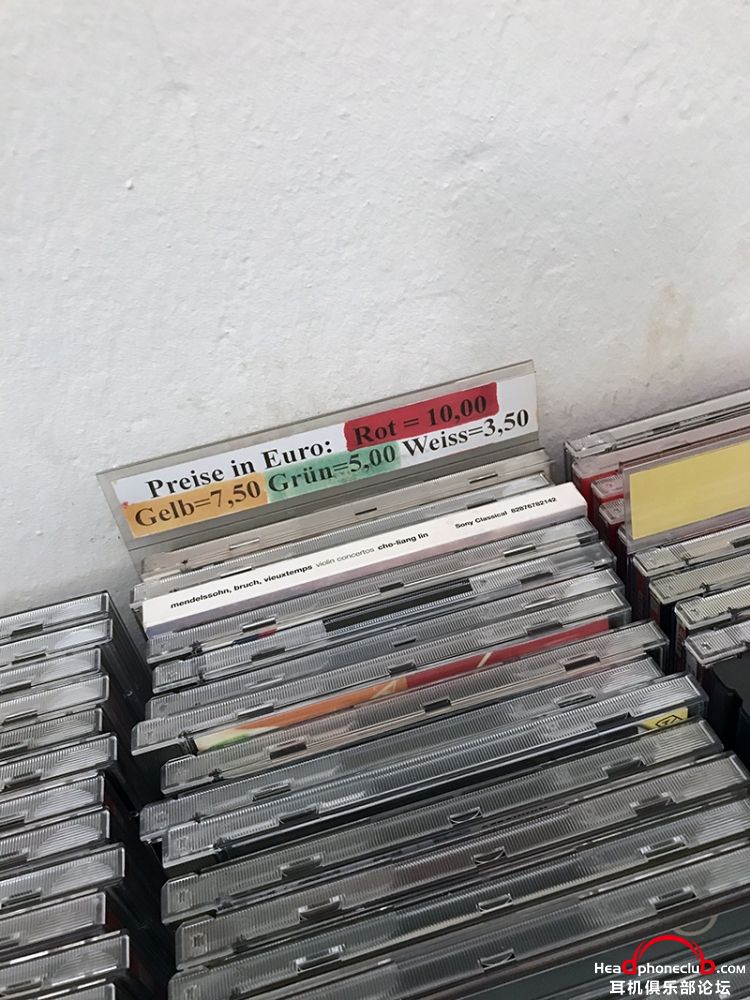 Preise in Euro: Rot = 10,00
Gelb=7,50 Grün=5,00 Weiss=3,50
mendelssohn, bruch, vieuxtemps violin concertos cho-liang lin Sony Classical 82876782142
Headphoneclub.com
耳机俱乐部论坛